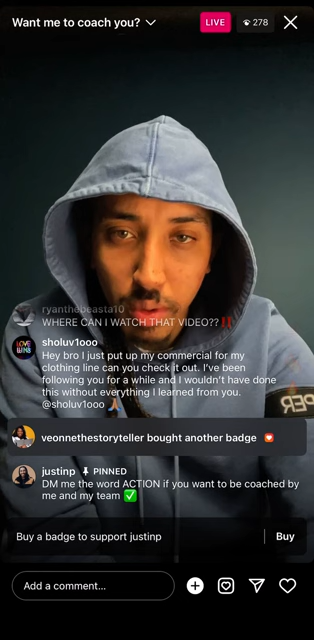 Want me to coach you?
LIVE
278
ryanthebeasta10
WHERE CAN I WATCH THAT VIDEO??‼️
LOVE
WINS
sholuv1ooo
Hey bro I just put up my commercial for my
clothing line can you check it out. I’ve been
following you for a while and I wouldn’t have done
this without everything I learned from you.
@sholuv1ooo 🙏🏽
PER
veonnethestoryteller bought another badge
justinp 📌 PINNED
DM me the word ACTION if you want to be coached by
me and my team ✅
Buy a badge to support justinp
Buy
Add a comment...